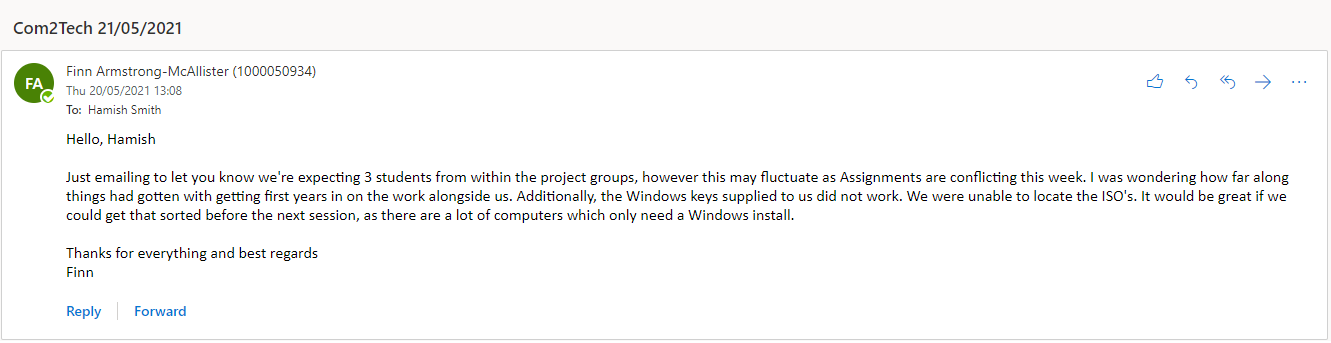 Com2Tech 21/05/2021
FA
Finn Armstrong-McAllister (1000050934)
Thu 20/05/2021 13:08
To: Hamish Smith
Hello, Hamish
Just emailing to let you know we're expecting 3 students from within the project groups, however this may fluctuate as Assignments are conflicting this week. I was wondering how far along
things had gotten with getting first years in on the work alongside us. Additionally, the Windows keys supplied to us did not work. We were unable to locate the ISO's. It would be great if we
could get that sorted before the next session, as there are a lot of computers which only need a Windows install.
Thanks for everything and best regards
Finn
Reply Forward